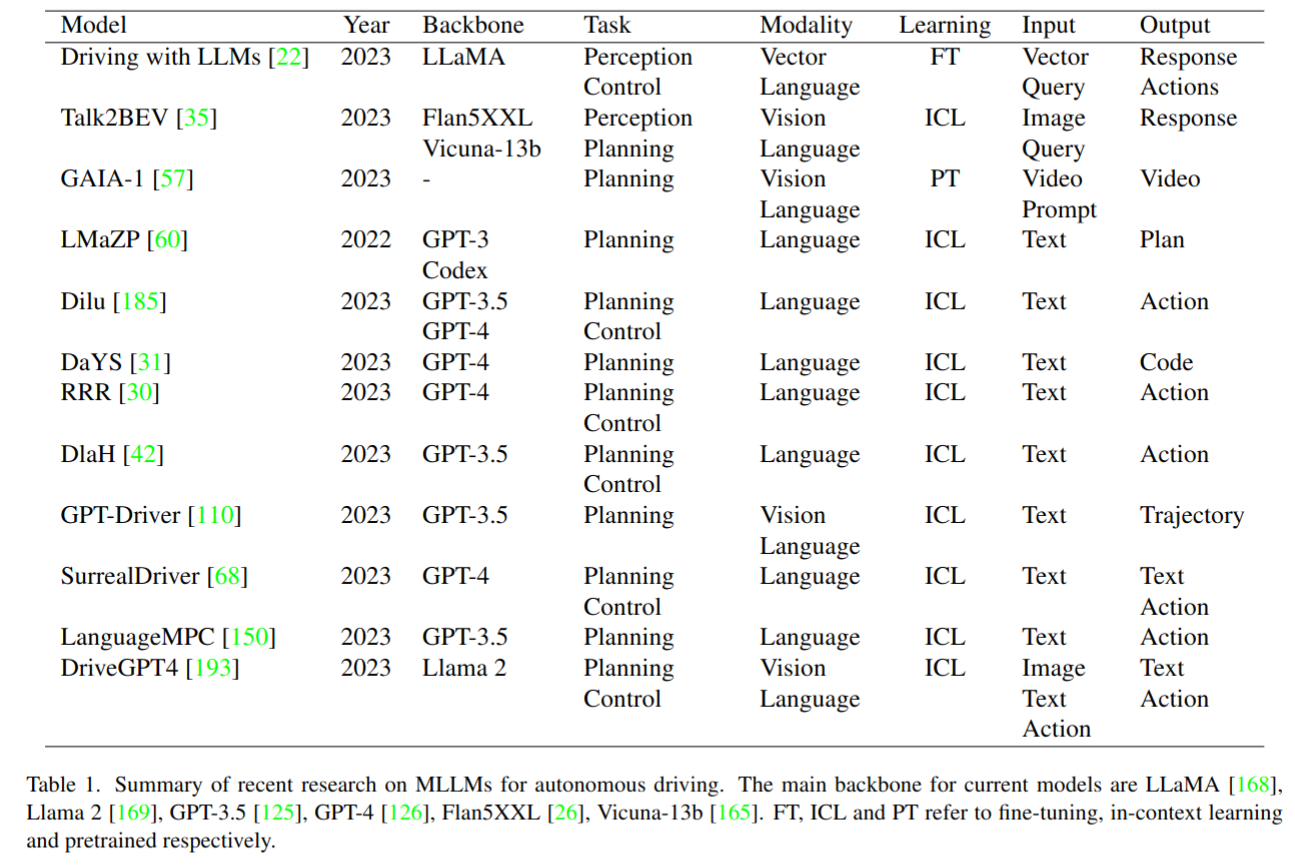 Model Year Backbone Task Modality Learning Input Output
Driving with LLMs [22] 2023 LLaMA Perception Vector FT Vector Response
Control Language Query Actions
Talk2BEV [35] 2023 Flan5XXL Perception Vision ICL Image Response
Vicuna-13b Planning Language Query
GAIA-1 [57] 2023 - Planning Vision PT Video Video
Language Prompt
LMaZP [60] 2022 GPT-3 Planning Language ICL Text Plan
Codex
Dilu [185] 2023 GPT-3.5 Planning Language ICL Text Action
GPT-4 Control
DaYS [31] 2023 GPT-4 Planning Language ICL Text Code
RRR [30] 2023 GPT-4 Planning Language ICL Text Action
Control
DlaH [42] 2023 GPT-3.5 Planning Language ICL Text Action
Control
GPT-Driver [110] 2023 GPT-3.5 Planning Vision ICL Text Trajectory
Language
SurrealDriver [68] 2023 GPT-4 Planning Language ICL Text Text
Control Action
LanguageMPC [150] 2023 GPT-3.5 Planning Language ICL Text Action
DriveGPT4 [193] 2023 Llama 2 Planning Vision ICL Image Text
Control Language Text Action
Action
Table 1. Summary of recent research on MLLMs for autonomous driving. The main backbone for current models are LLaMA [168],
Llama 2 [169], GPT-3.5 [125], GPT-4 [126], Flan5XXL [26], Vicuna-13b [165]. FT, ICL and PT refer to fine-tuning, in-context learning
and pretrained respectively.